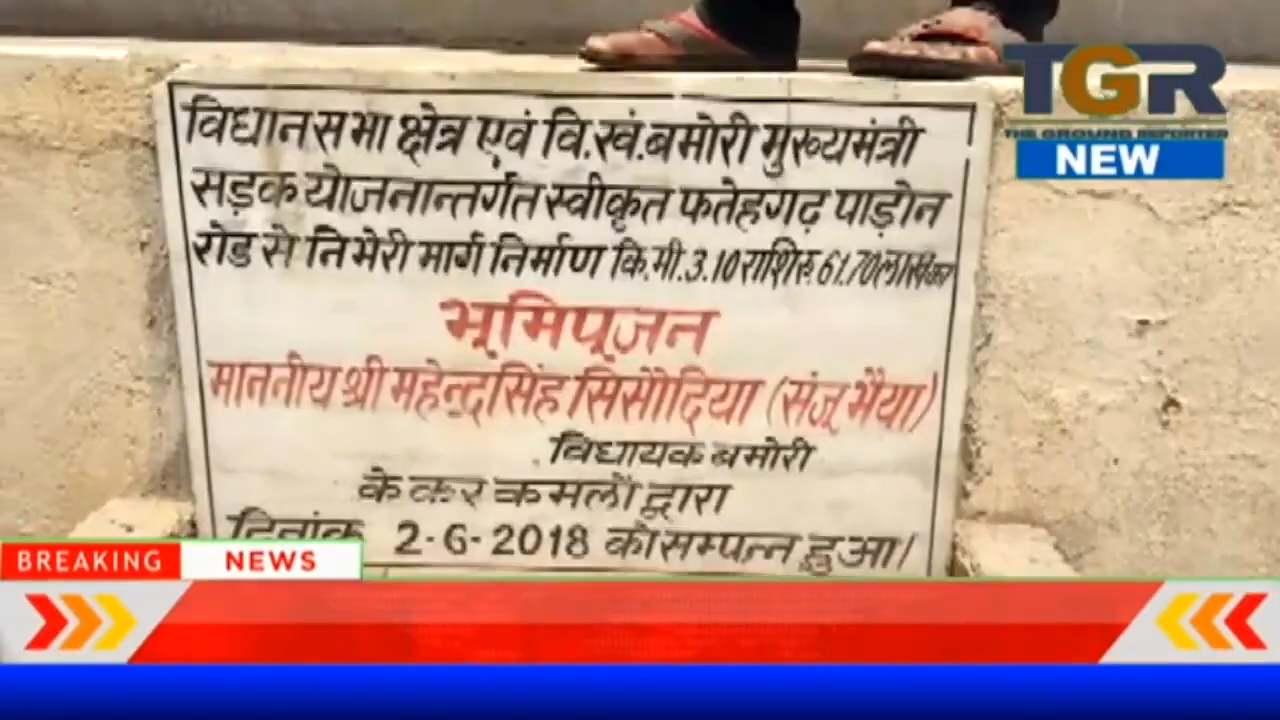 विधानसभा क्षेत्र एवं वि.खं.बमोरी मुख्यमंत्री
सड़क योजनान्तर्गत स्वीकृत फतेहगढ़ पाड़ोन
रोड से निभेरी मार्ग निर्माण कि.मी.3.10 राशि रु. 61.70 लाख का
भूमिपूजन
माननीय श्री महेन्द्रसिंह सिसौदिया (संजू भैया)
विधायक बमोरी
के कर कमलों द्वारा
दिनांक 2-6-2018 को सम्पन्न हुआ।
TGR
THE GROUND REPORTER
NEW
BREAKING NEWS